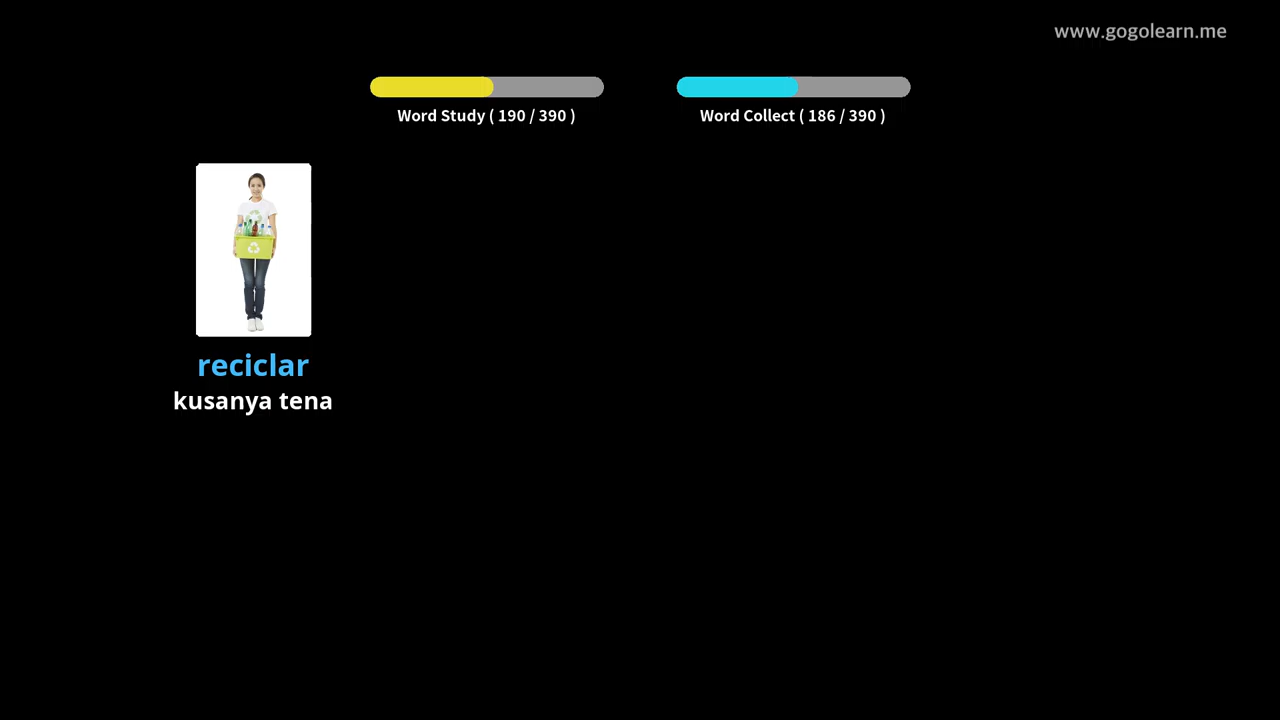 www.gogolearn.me
Word Study ( 190 / 390 )
Word Collect ( 186 / 390 )
reciclar
kusanya tena